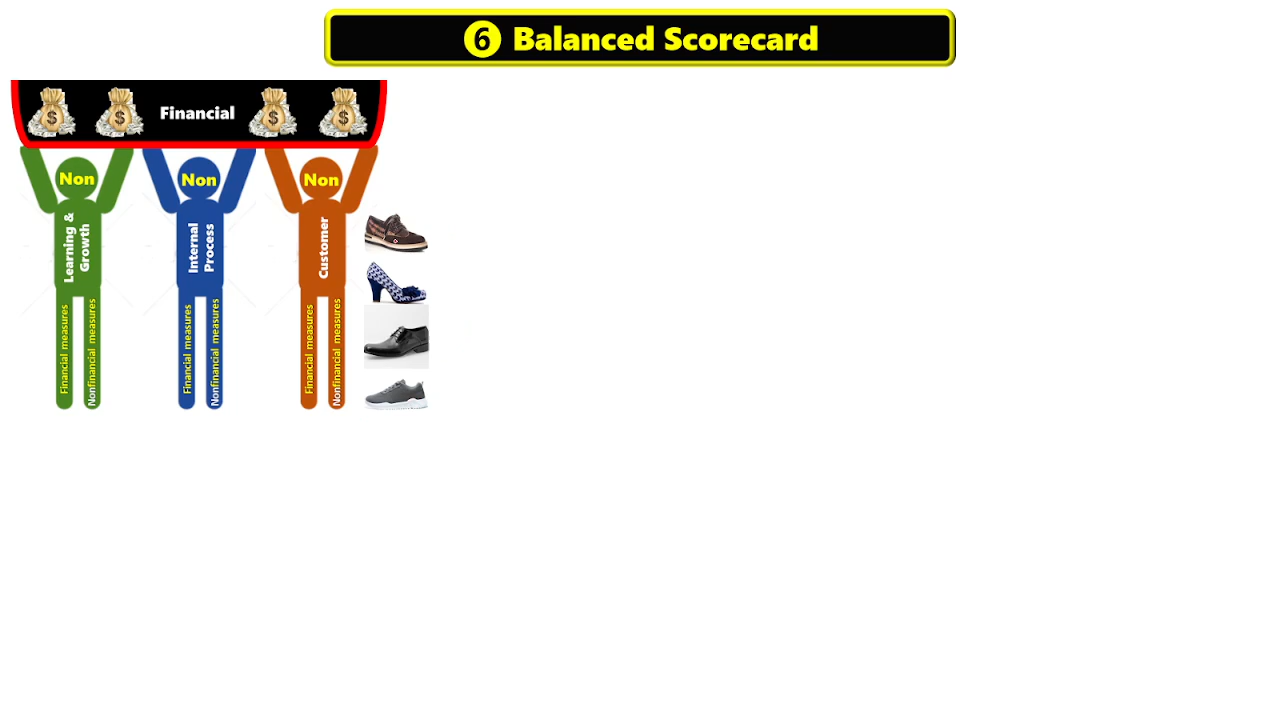 6 Balanced Scorecard
$ $ Financial $ $
Non
Learning &
Growth
Financial measures
Nonfinancial measures
Non
Internal
Process
Financial measures
Nonfinancial measures
Non
Customer
Financial measures
Nonfinancial measures